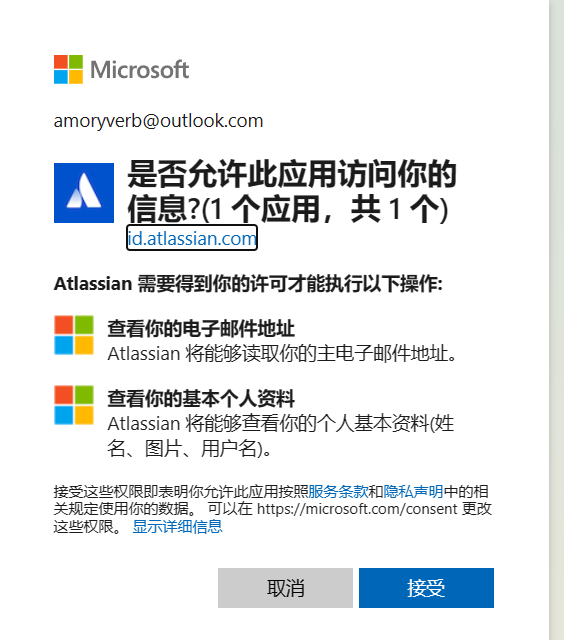 Microsoft
amoryverb@outlook.com
是否允许此应用访问你的
信息?(1 个应用，共 1 个)
id.atlassian.com
Atlassian 需要得到你的许可才能执行以下操作:
查看你的电子邮件地址
Atlassian 将能够读取你的主电子邮件地址。
查看你的基本个人资料
Atlassian 将能够查看你的个人基本资料(姓
名、图片、用户名)。
接受这些权限即表明你允许此应用按照服务条款和隐私声明中的相
关规定使用你的数据。 可以在 https://microsoft.com/consent 更改
这些权限。 显示详细信息
取消
接受